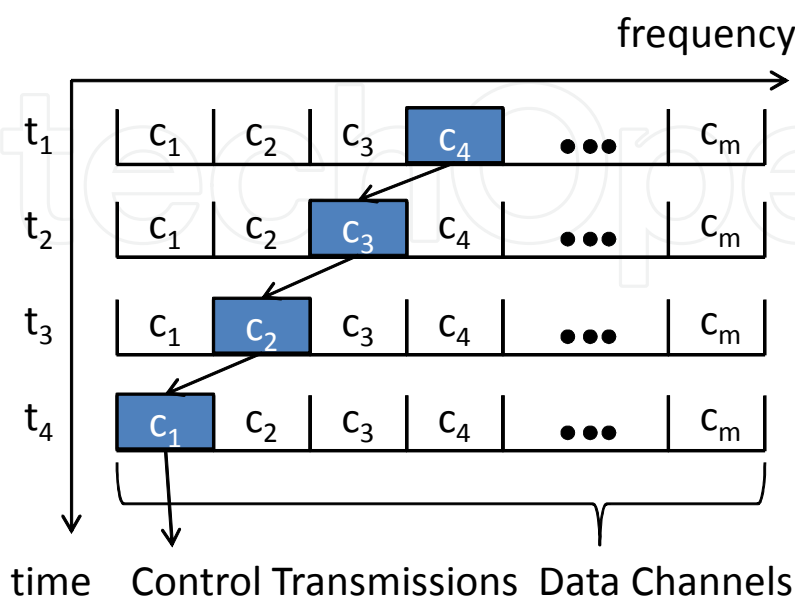 frequency
t₁ c₁ c₂ c₃ c₄ ●●● cₘ
t₂ c₁ c₂ c₃ c₄ ●●● cₘ
t₃ c₁ c₂ c₃ c₄ ●●● cₘ
t₄ c₁ c₂ c₃ c₄ ●●● cₘ
time Control Transmissions Data Channels
techOpe